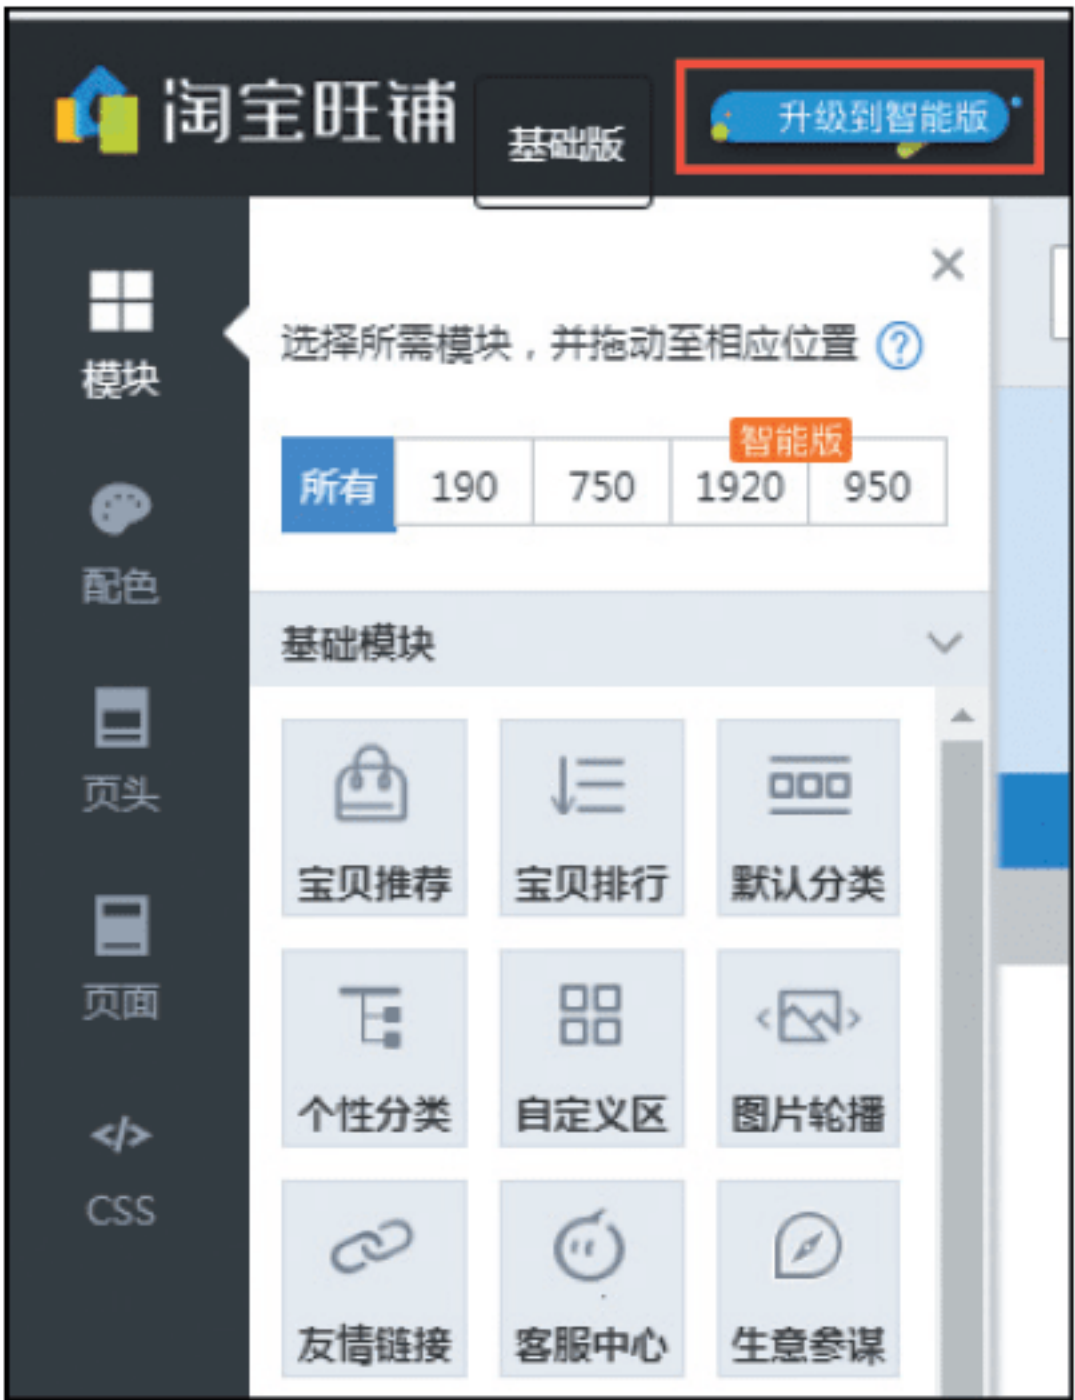 淘宝旺铺
基础版
升级到智能版
模块
配色
页头
页面
CSS
选择所需模块，并拖动至相应位置 ?
智能版
所有 190 750 1920 950
基础模块
宝贝推荐 宝贝排行 默认分类
个性分类 自定义区 图片轮播
友情链接 客服中心 生意参谋